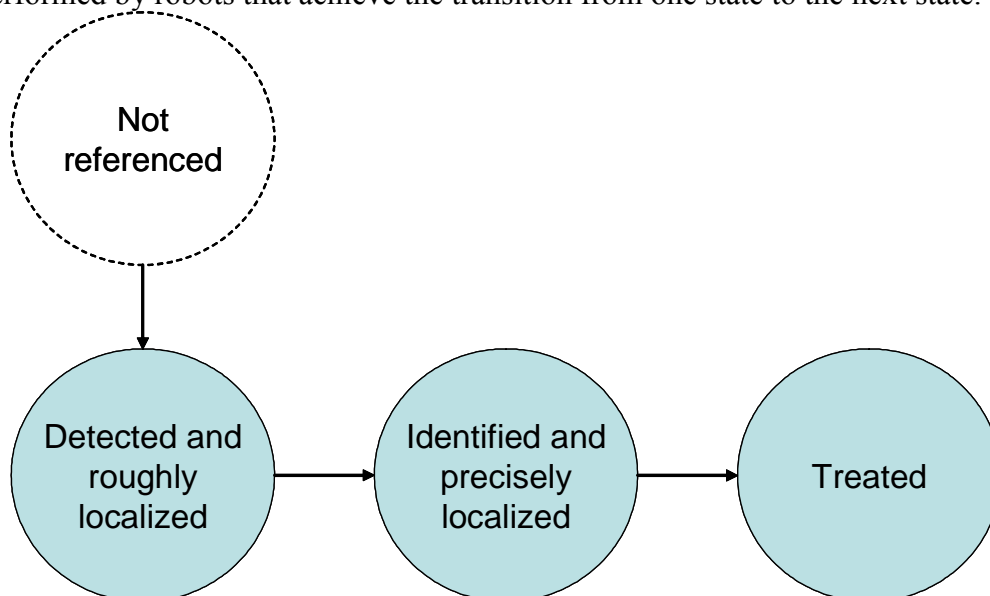 performed by robots that achieve the transition from one state to the next state.
Not
referenced
Detected and
roughly
localized
Identified and
precisely
localized
Treated